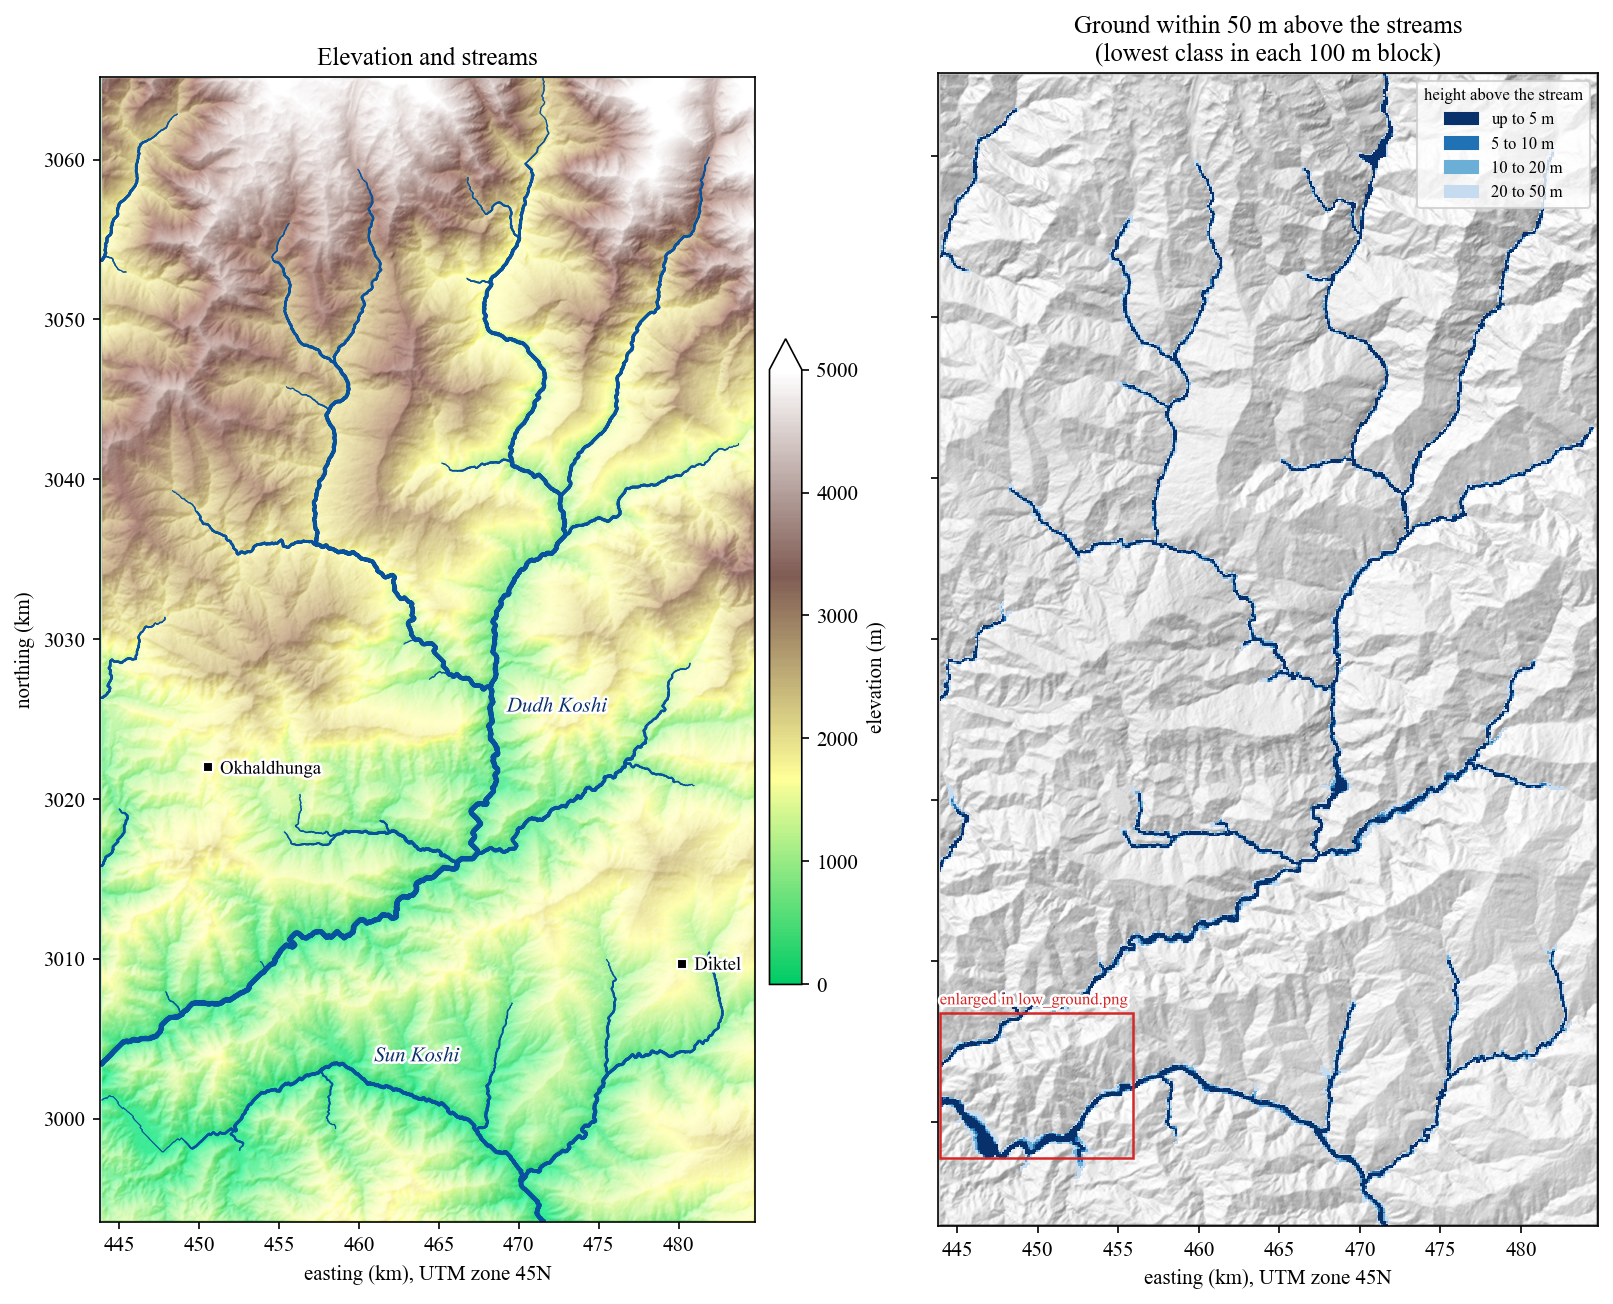 Elevation and streams
3060
3050
3040
3030
3020
3010
3000
northing (km)
Dudh Koshi
Okhaldhunga
Diktel
Sun Koshi
445 450 455 460 465 470 475 480
easting (km), UTM zone 45N
5000
4000
3000
2000
1000
0
elevation (m)
Ground within 50 m above the streams
(lowest class in each 100 m block)
height above the stream
up to 5 m
5 to 10 m
10 to 20 m
20 to 50 m
enlarged in low_ground.png
445 450 455 460 465 470 475 480
easting (km), UTM zone 45N